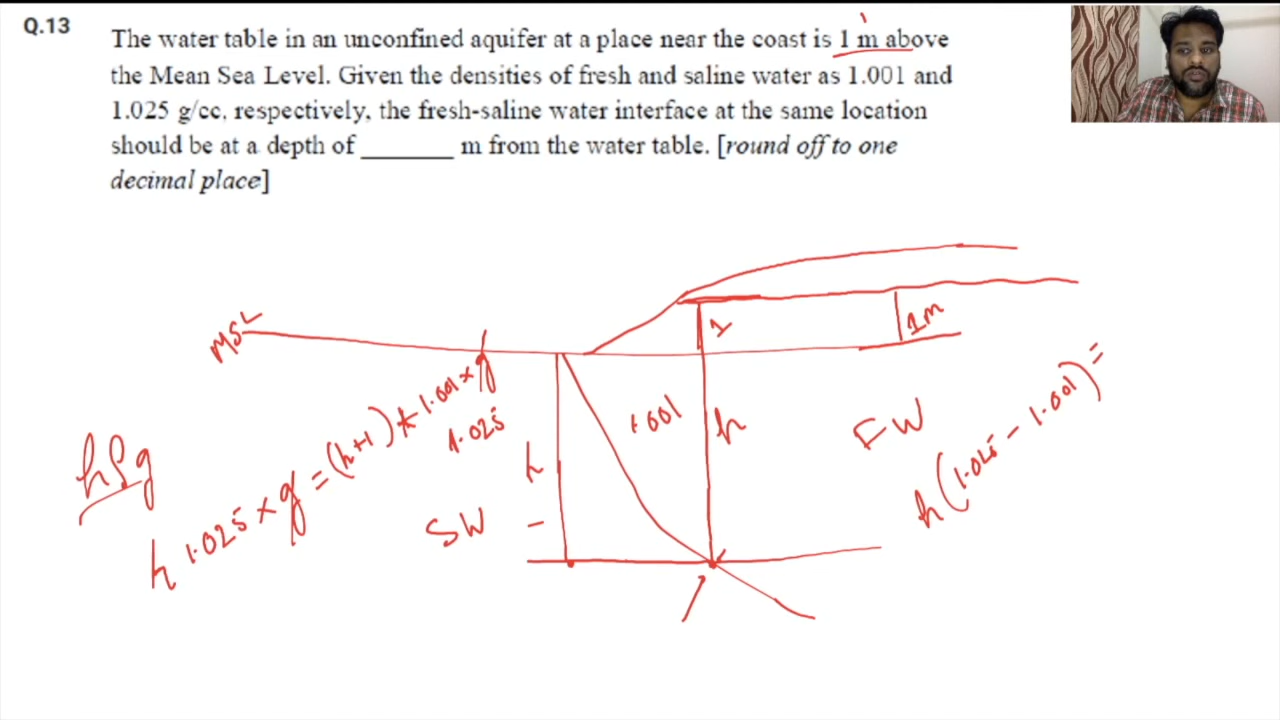 Q.13
The water table in an unconfined aquifer at a place near the coast is 1 m above
the Mean Sea Level. Given the densities of fresh and saline water as 1.001 and
1.025 g/cc, respectively, the fresh-saline water interface at the same location
should be at a depth of _______ m from the water table. [round off to one
decimal place]
MSL
1
1m
hρg
h 1.025 × g = (h+1) × 1.001 × g
1.025
1.001
h
h
FW
SW
h(1.025 - 1.001) =